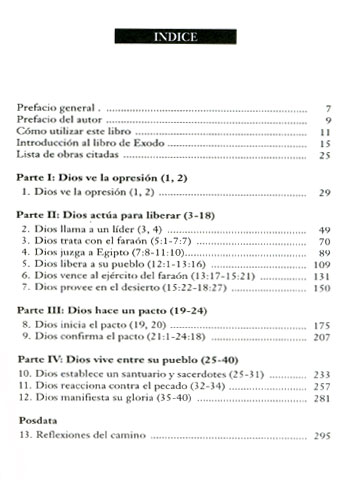 INDICE
Prefacio general . .................... 7
Prefacio del autor .................... 9
Cómo utilizar este libro .................... 11
Introducción al libro de Exodo .................... 15
Lista de obras citadas .................... 25
Parte I: Dios ve la opresión (1, 2)
1. Dios ve la opresión (1, 2) .................... 29
Parte II: Dios actúa para liberar (3-18)
2. Dios llama a un líder (3, 4) .................... 49
3. Dios trata con el faraón (5:1-7:7) .................... 70
4. Dios juzga a Egipto (7:8-11:10) .................... 89
5. Dios libera a su pueblo (12:1-13:16) .................... 109
6. Dios vence al ejército del faraón (13:17-15:21) .................... 131
7. Dios provee en el desierto (15:22-18:27) .................... 150
Parte III: Dios hace un pacto (19-24)
8. Dios inicia el pacto (19, 20) .................... 175
9. Dios confirma el pacto (21:1-24:18) .................... 207
Parte IV: Dios vive entre su pueblo (25-40)
10. Dios establece un santuario y sacerdotes (25-31) .................... 233
11. Dios reacciona contra el pecado (32-34) .................... 257
12. Dios manifiesta su gloria (35-40) .................... 281
Posdata
13. Reflexiones del camino .................... 295